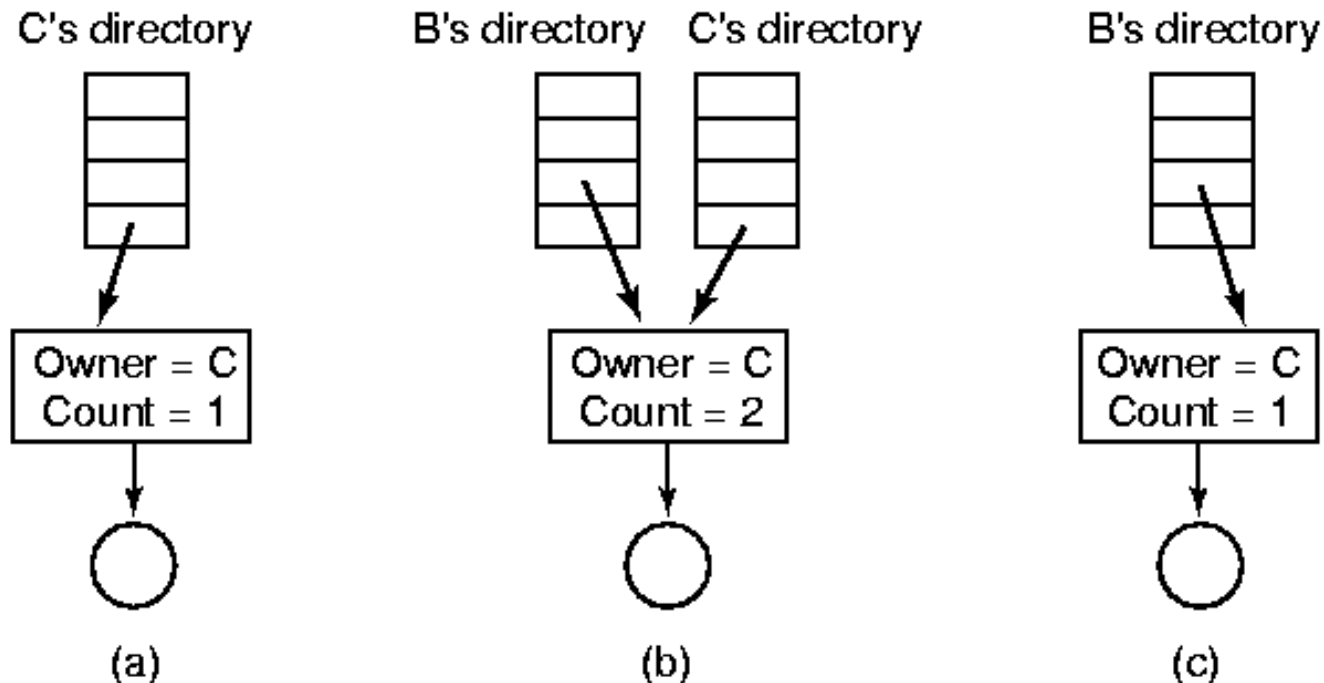 C's directory
B's directory C's directory
B's directory
Owner = C
Count = 1
Owner = C
Count = 2
Owner = C
Count = 1
(a)
(b)
(c)